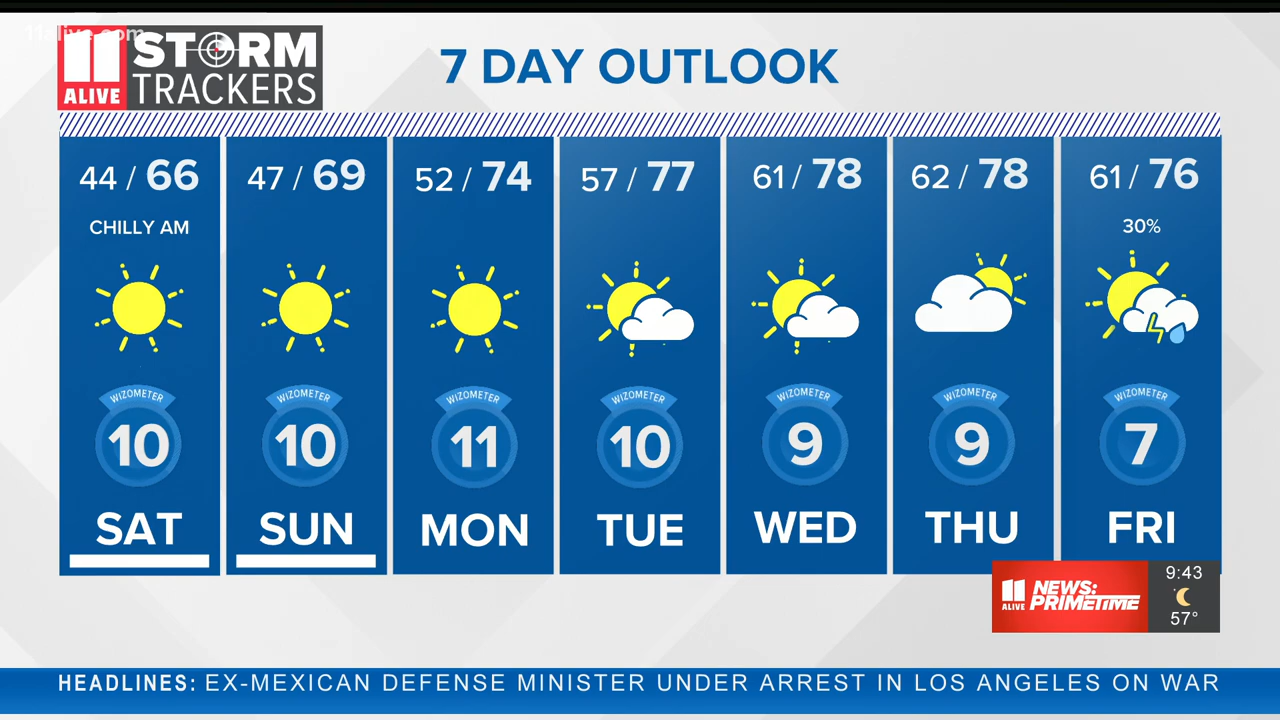 11alive.com
11 ALIVE
STORM
TRACKERS
7 DAY OUTLOOK
44 / 66
CHILLY AM
WIZOMETER
10
SAT
47 / 69
WIZOMETER
10
SUN
52 / 74
WIZOMETER
11
MON
57 / 77
WIZOMETER
10
TUE
61 / 78
WIZOMETER
9
WED
62 / 78
WIZOMETER
9
THU
61 / 76
30%
WIZOMETER
7
FRI
11 ALIVE
NEWS:
PRIMETIME
9:43
57°
HEADLINES: EX-MEXICAN DEFENSE MINISTER UNDER ARREST IN LOS ANGELES ON WAR